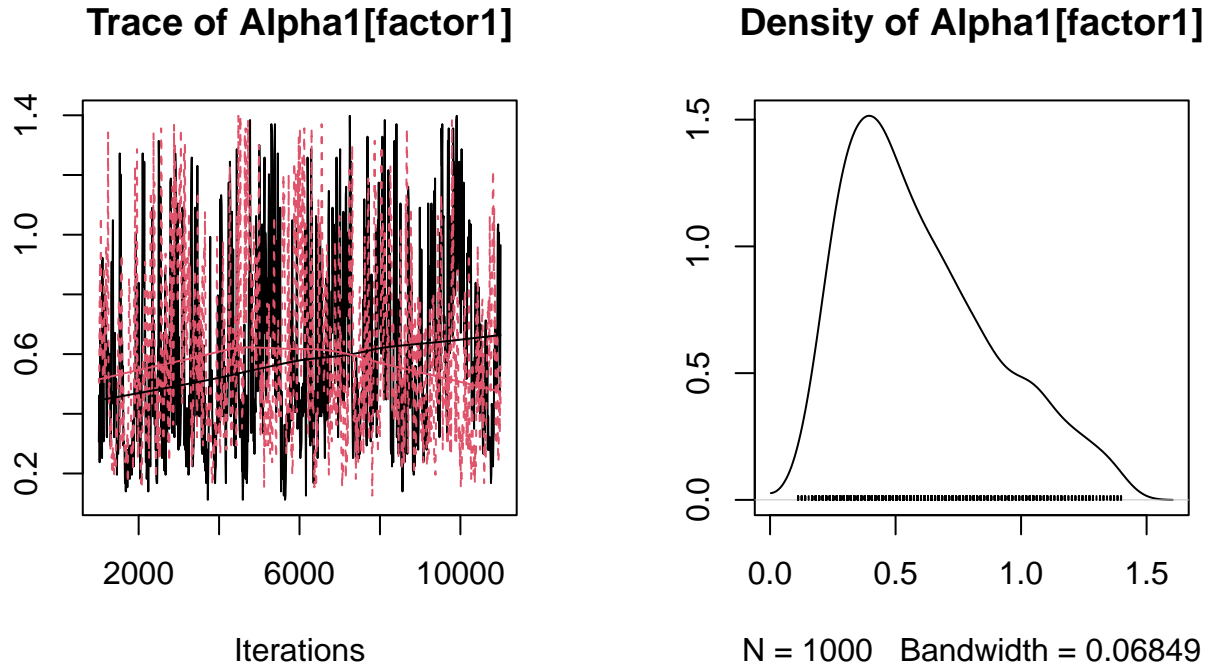 Trace of Alpha1[factor1]
1.4
1.0
0.6
0.2
2000 6000 10000
Iterations
Density of Alpha1[factor1]
1.5
1.0
0.5
0.0
0.0 0.5 1.0 1.5
N = 1000 Bandwidth = 0.06849